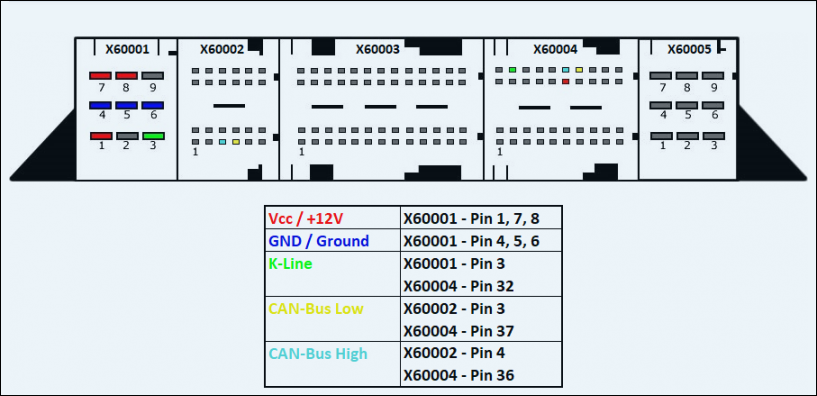 X60001 X60002 X60003 X60004 X60005
7 8 9 7 8 9
4 5 6 4 5 6
1 2 3 1 1 1 1 2 3
Vcc / +12V X60001 - Pin 1, 7, 8
GND / Ground X60001 - Pin 4, 5, 6
K-Line X60001 - Pin 3
X60004 - Pin 32
CAN-Bus Low X60002 - Pin 3
X60004 - Pin 37
CAN-Bus High X60002 - Pin 4
X60004 - Pin 36